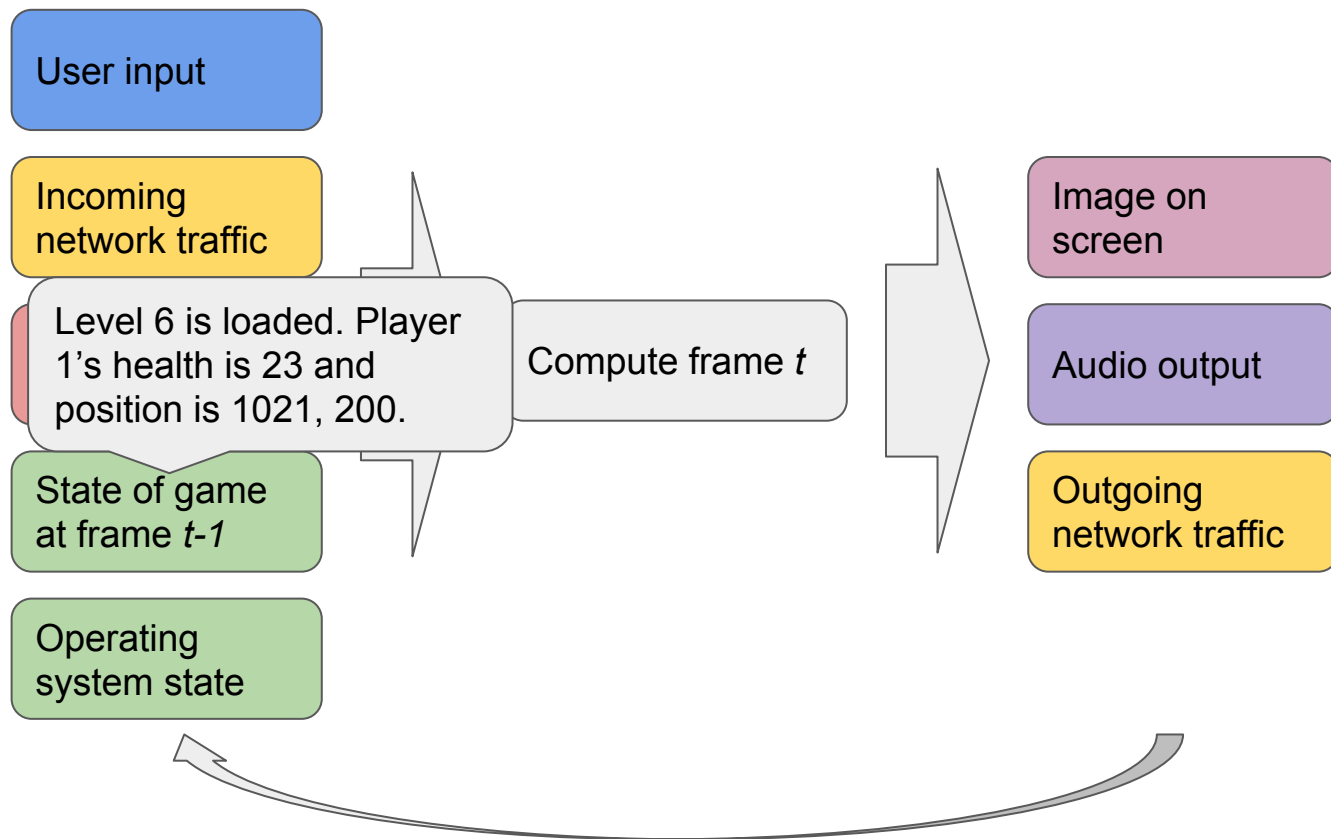 User input
Incoming
network traffic
Level 6 is loaded. Player
1’s health is 23 and
position is 1021, 200.
State of game
at frame t-1
Operating
system state
Compute frame t
Image on
screen
Audio output
Outgoing
network traffic